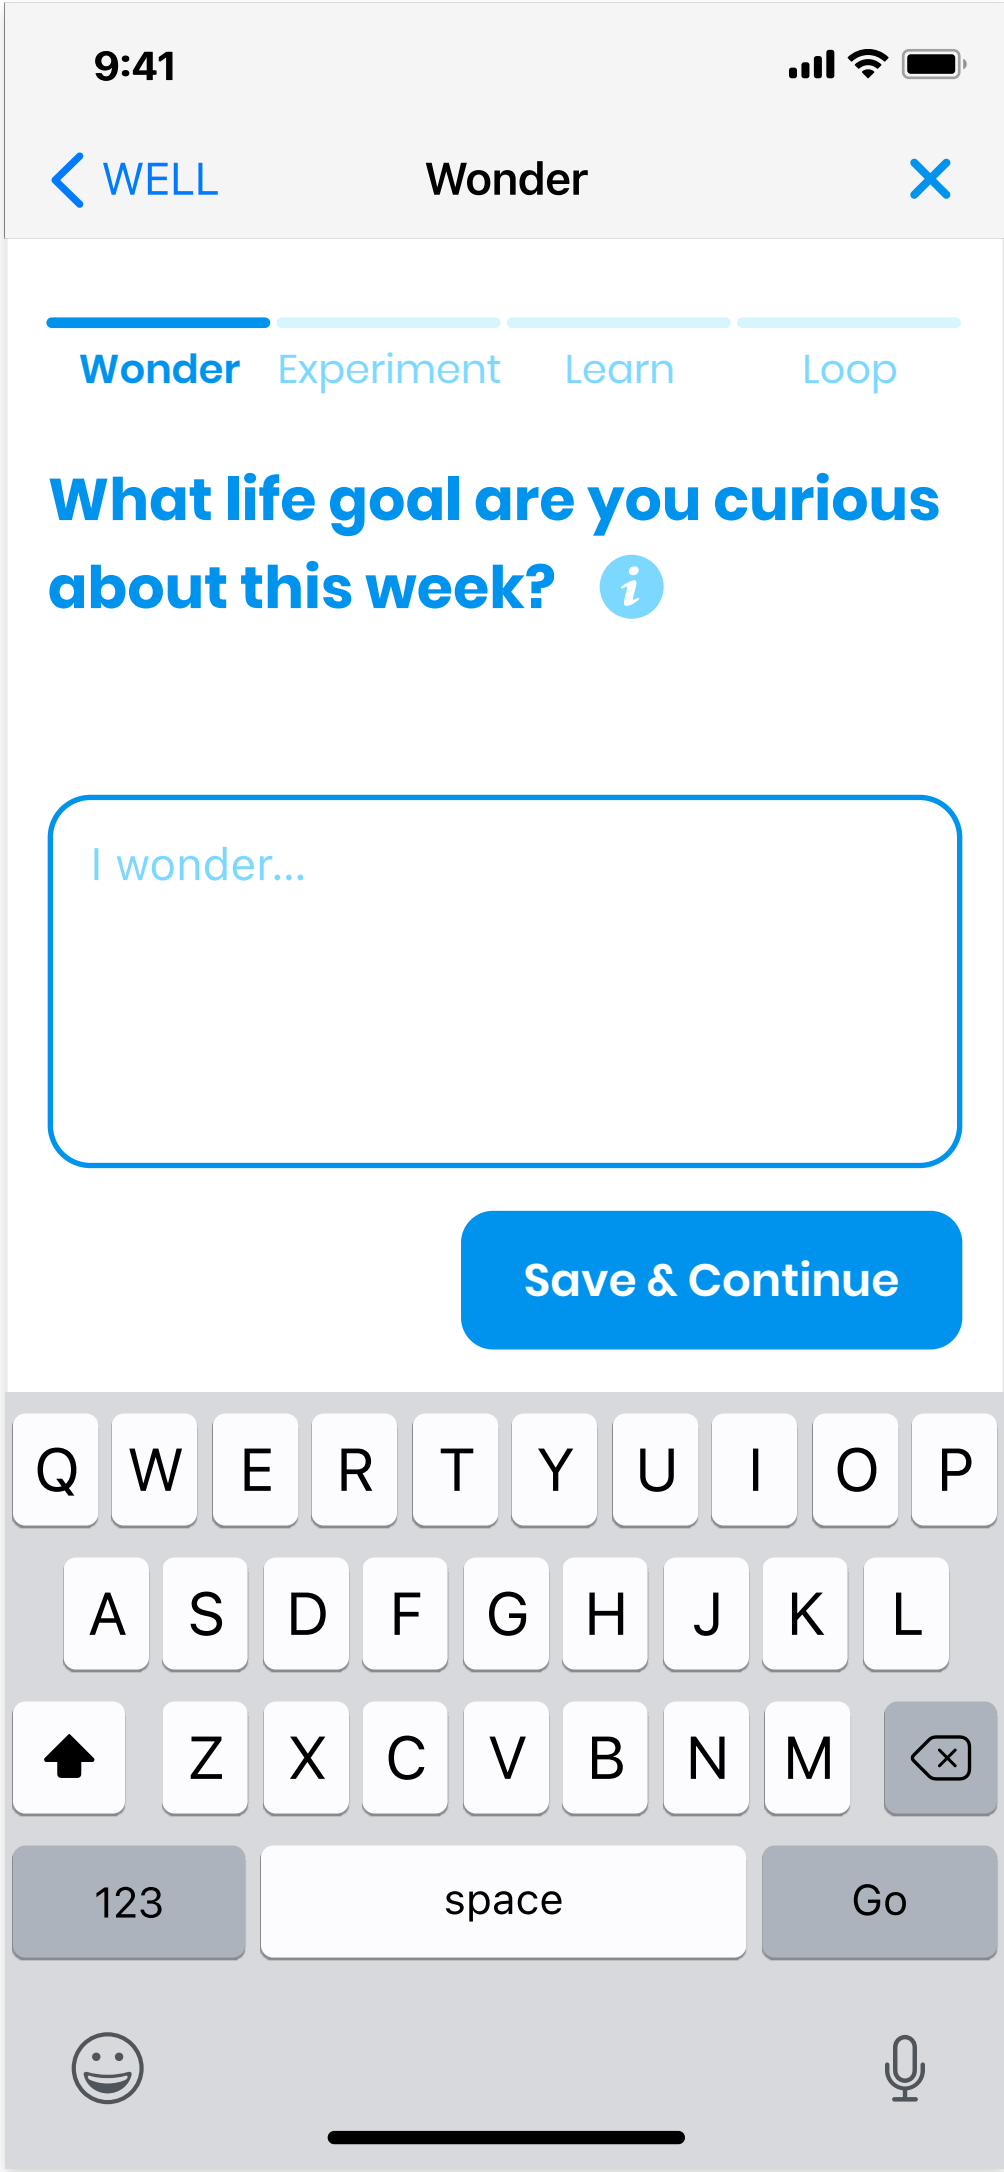 9:41
WELL Wonder
Wonder Experiment Learn Loop
What life goal are you curious
about this week? i
I wonder...
Save & Continue
Q W E R T Y U I O P
A S D F G H J K L
Z X C V B N M
123 space Go